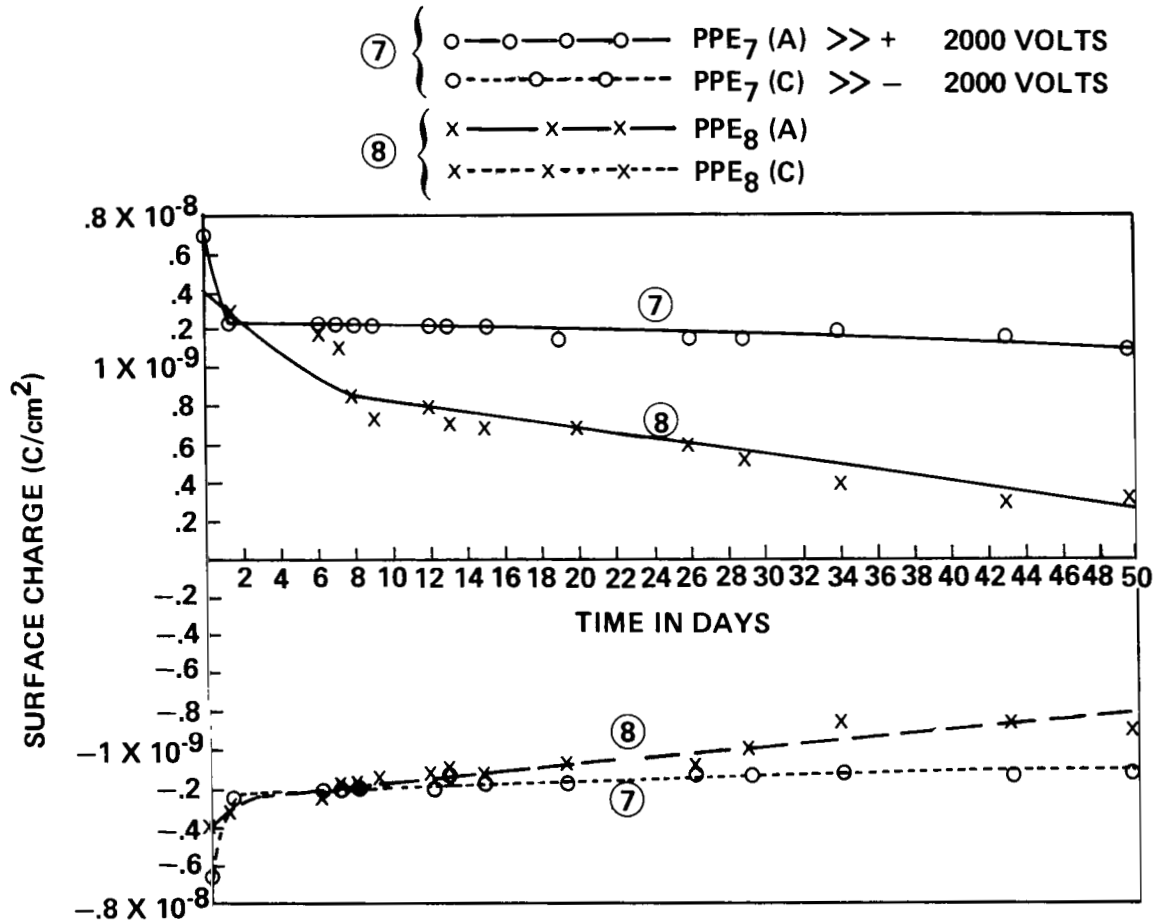 ⑦ PPE7 (A) >> + 2000 VOLTS
PPE7 (C) >> − 2000 VOLTS
⑧ PPE8 (A)
PPE8 (C)
.8 X 10-8
.6
.4
.2
1 X 10-9
.8
.6
.4
.2
⑦
⑧
2 4 6 8 10 12 14 16 18 20 22 24 26 28 30 32 34 36 38 40 42 44 46 48 50
TIME IN DAYS
SURFACE CHARGE (C/cm2)
−.2
−.4
−.6
−.8
−1 X 10-9
−.2
−.4
−.6
−.8 X 10-8
⑧
⑦